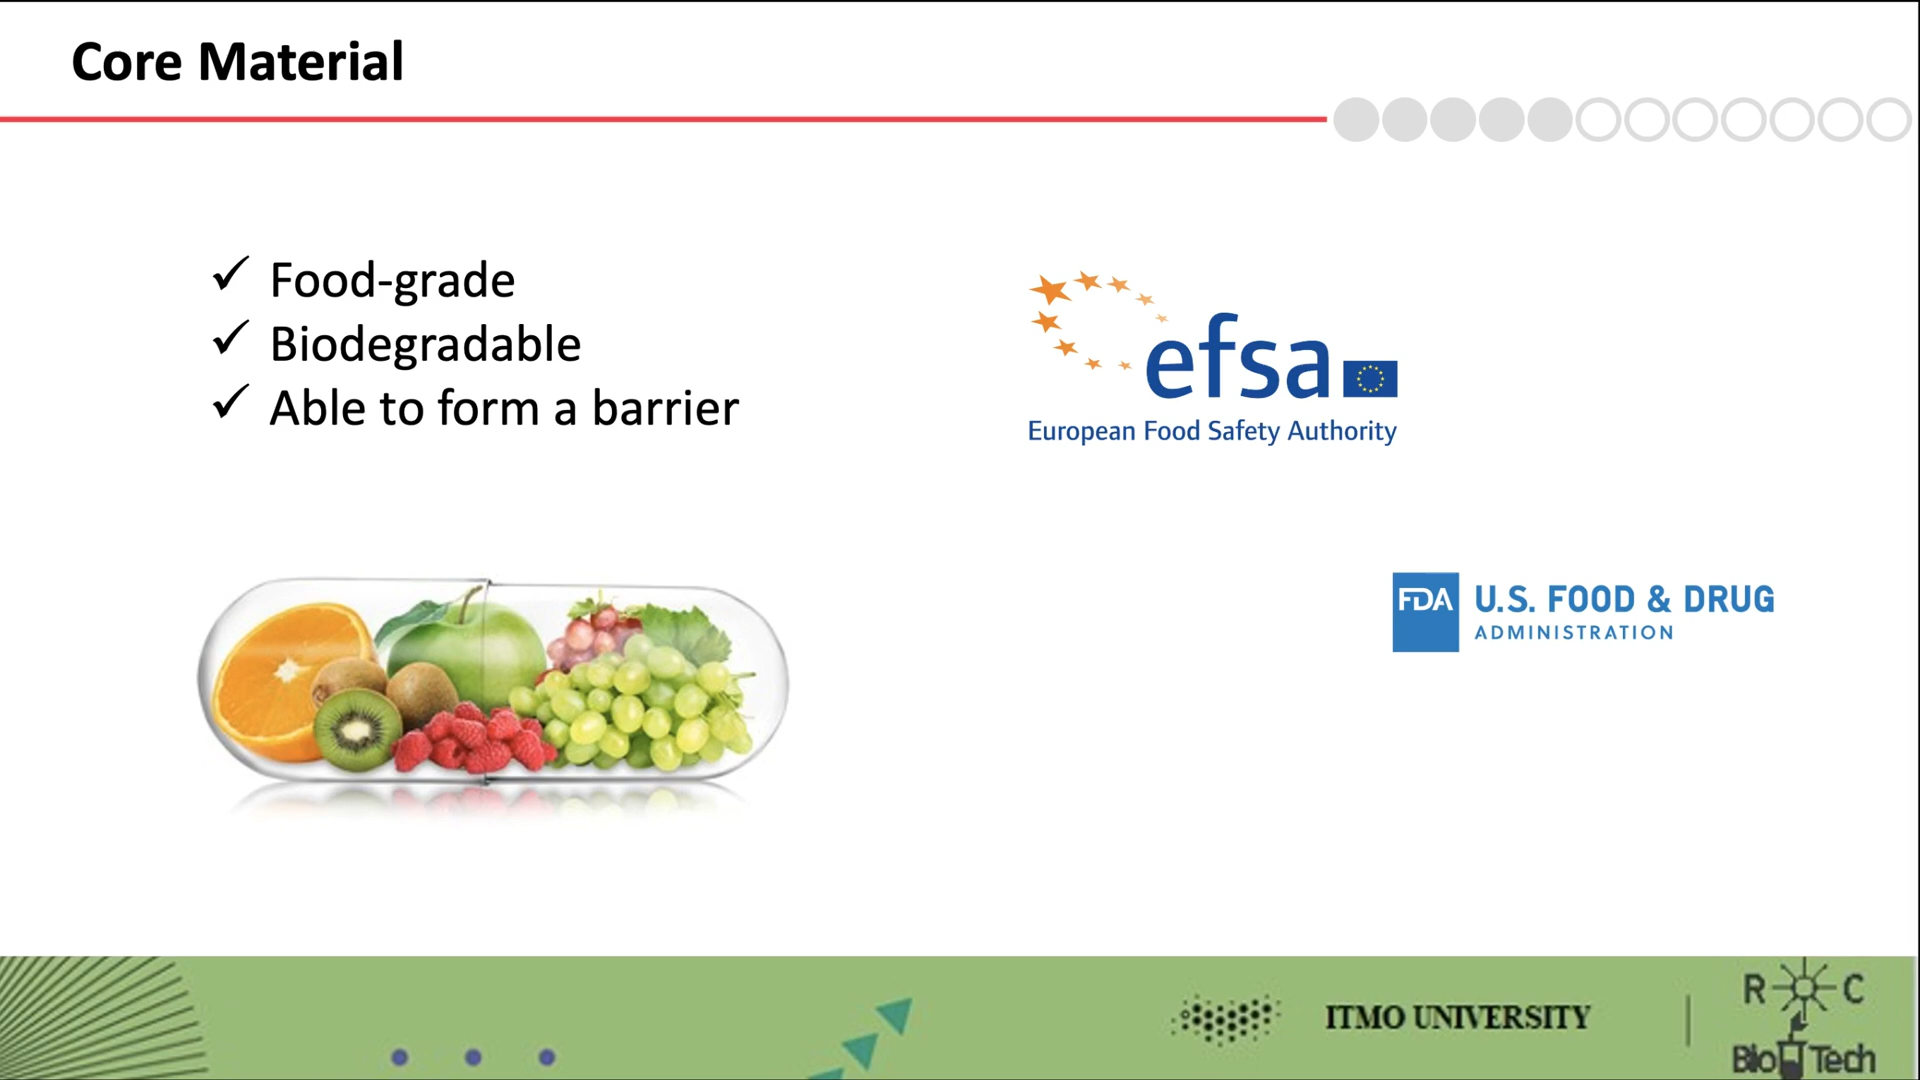 Core Material
Food-grade
Biodegradable
Able to form a barrier
efsa
European Food Safety Authority
FDA U.S. FOOD & DRUG
ADMINISTRATION
ITMO UNIVERSITY
R C
BioTech